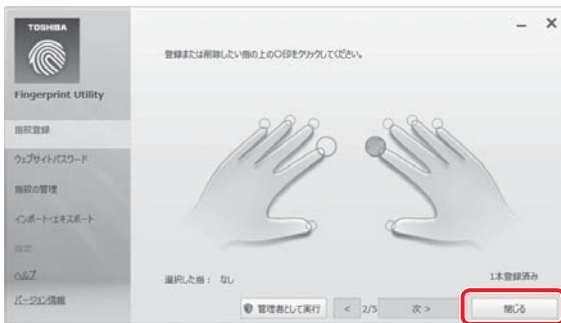 TOSHIBA
Fingerprint Utility
指紋登録
ウェブサイトパスワード
指紋の管理
インポート・エキスポート
設定
ヘルプ
バージョン情報
登録または削除したい指の上の○印をクリックしてください。
選択した指： なし
1本登録済み
管理者として実行
<
2/5
次 >
閉じる